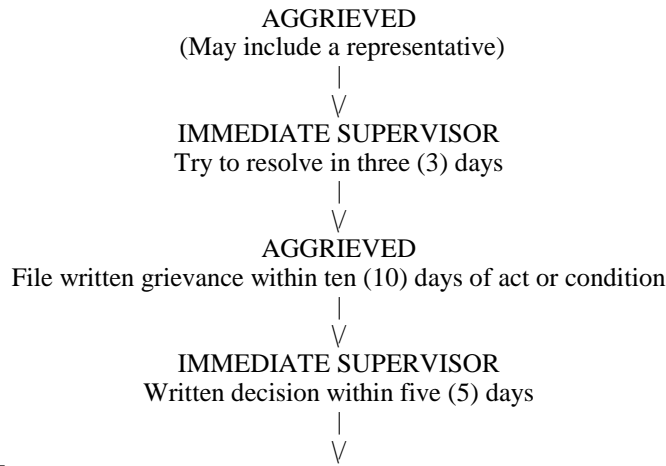 AGGRIEVED
(May include a representative)
|
\/
IMMEDIATE SUPERVISOR
Try to resolve in three (3) days
|
\/
AGGRIEVED
File written grievance within ten (10) days of act or condition
|
\/
IMMEDIATE SUPERVISOR
Written decision within five (5) days
|
\/